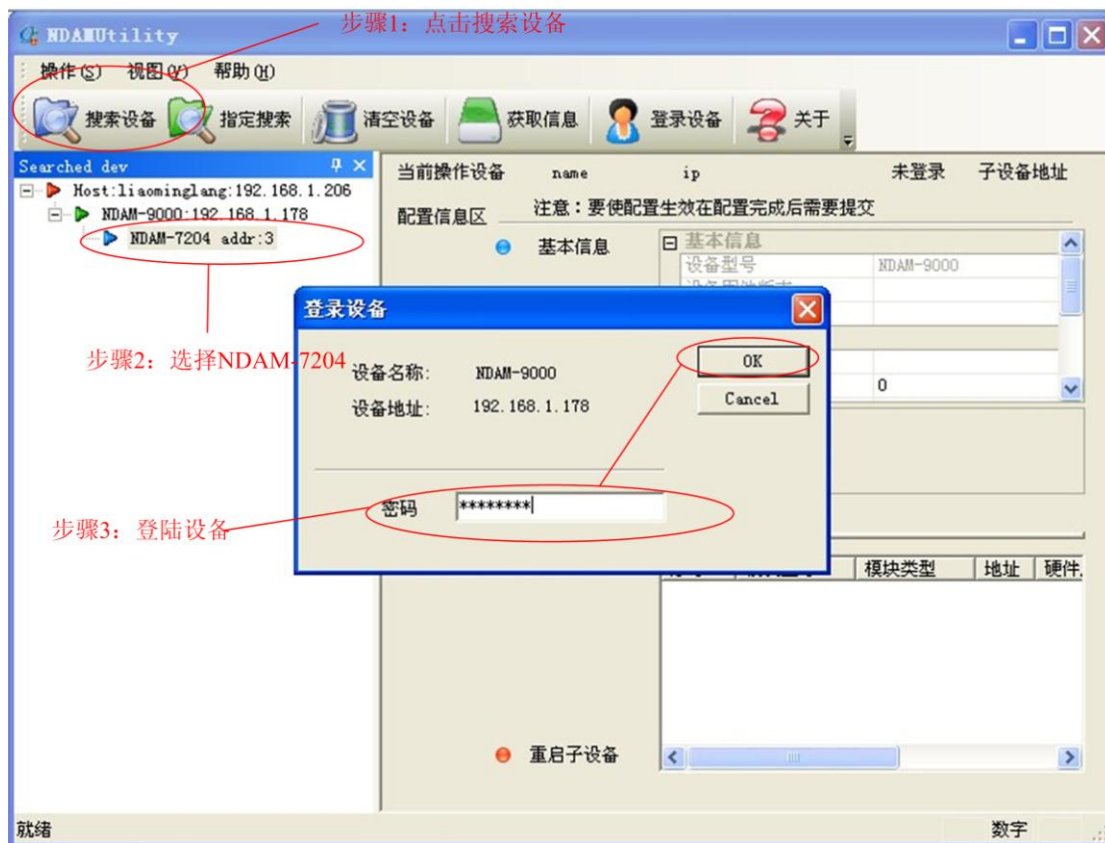 步骤1：点击搜索设备
NDAMUtility
操作(S) 视图(V) 帮助(H)
搜索设备 指定搜索 清空设备 获取信息 登录设备 关于
Searched dev
Host:liaominglang:192.168.1.206
NDAM-9000:192.168.1.178
NDAM-7204 addr:3
步骤2：选择NDAM-7204
步骤3：登陆设备
当前操作设备 name ip 未登录 子设备地址
配置信息区 注意：要使配置生效在配置完成后需要提交
基本信息
基本信息
设备型号 NDAM-9000
0
登录设备
设备名称: NDAM-9000
设备地址: 192.168.1.178
OK
Cancel
密码 ********
模块类型 地址 硬件
重启子设备
就绪 数字